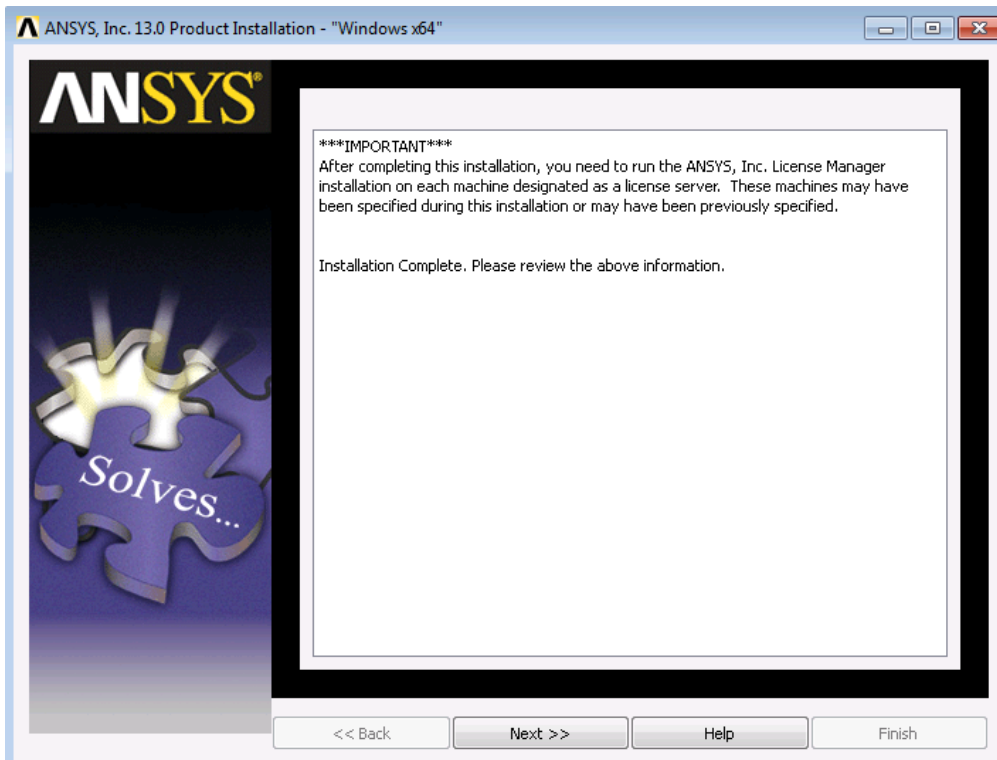 ANSYS, Inc. 13.0 Product Installation - "Windows x64"
ANSYS®
***IMPORTANT***
After completing this installation, you need to run the ANSYS, Inc. License Manager
installation on each machine designated as a license server.  These machines may have
been specified during this installation or may have been previously specified.
Installation Complete. Please review the above information.
Solves...
<< Back
Next >>
Help
Finish